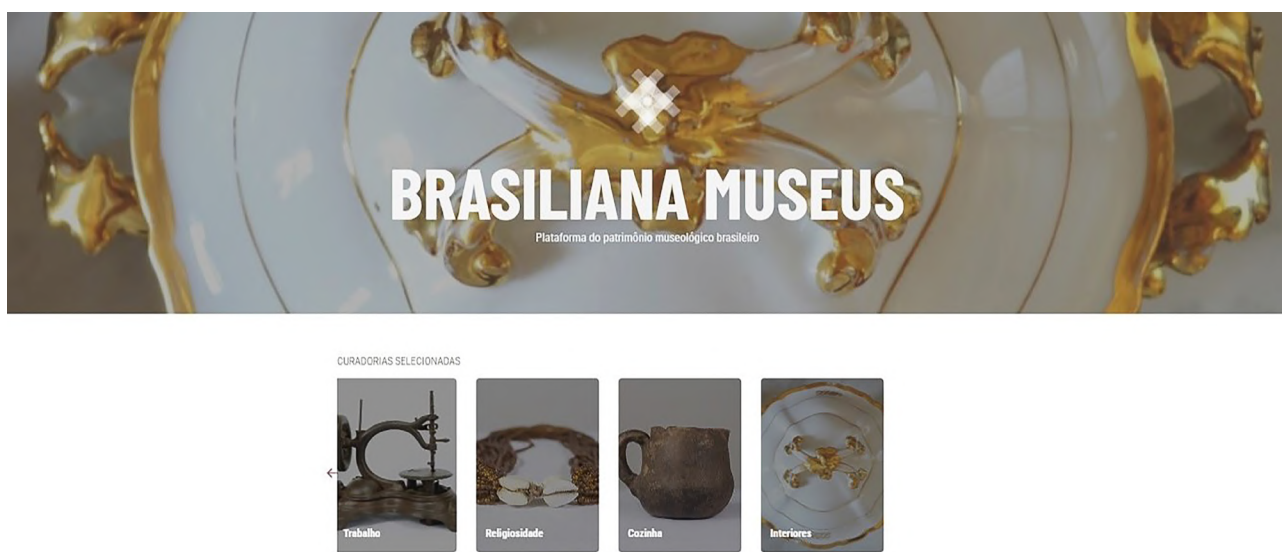 BRASILIANA MUSEUS
Plataforma do patrimônio museológico brasileiro
CURADORIAS SELECIONADAS
Trabalho
Religiosidade
Cozinha
Interiores